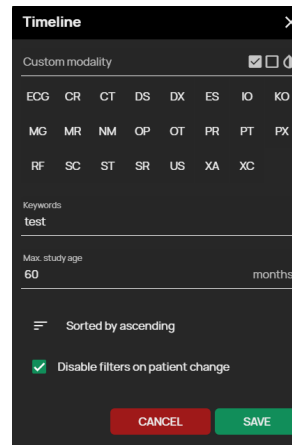 Timeline
Custom modality
ECG CR CT DS DX ES IO KO
MG MR NM OP OT PR PT PX
RF SC ST SR US XA XC
Keywords
test
Max. study age
60 months
Sorted by ascending
Disable filters on patient change
CANCEL SAVE